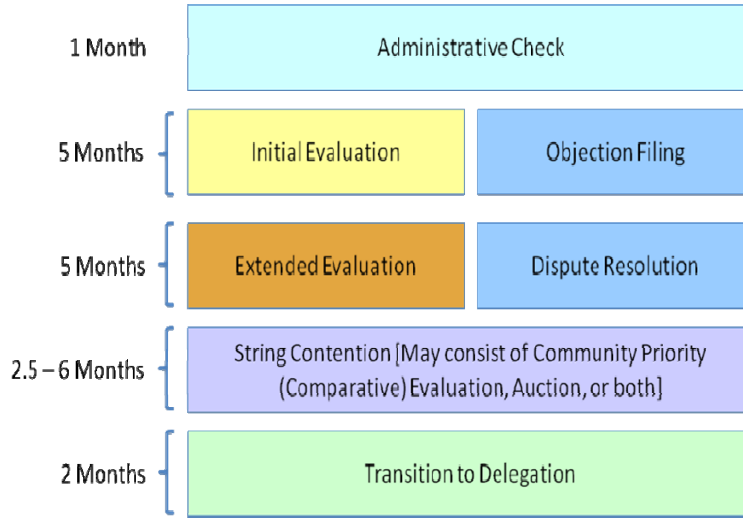 1 Month
Administrative Check
5 Months
Initial Evaluation
Objection Filing
5 Months
Extended Evaluation
Dispute Resolution
2.5 – 6 Months
String Contention [May consist of Community Priority
(Comparative) Evaluation, Auction, or both]
2 Months
Transition to Delegation